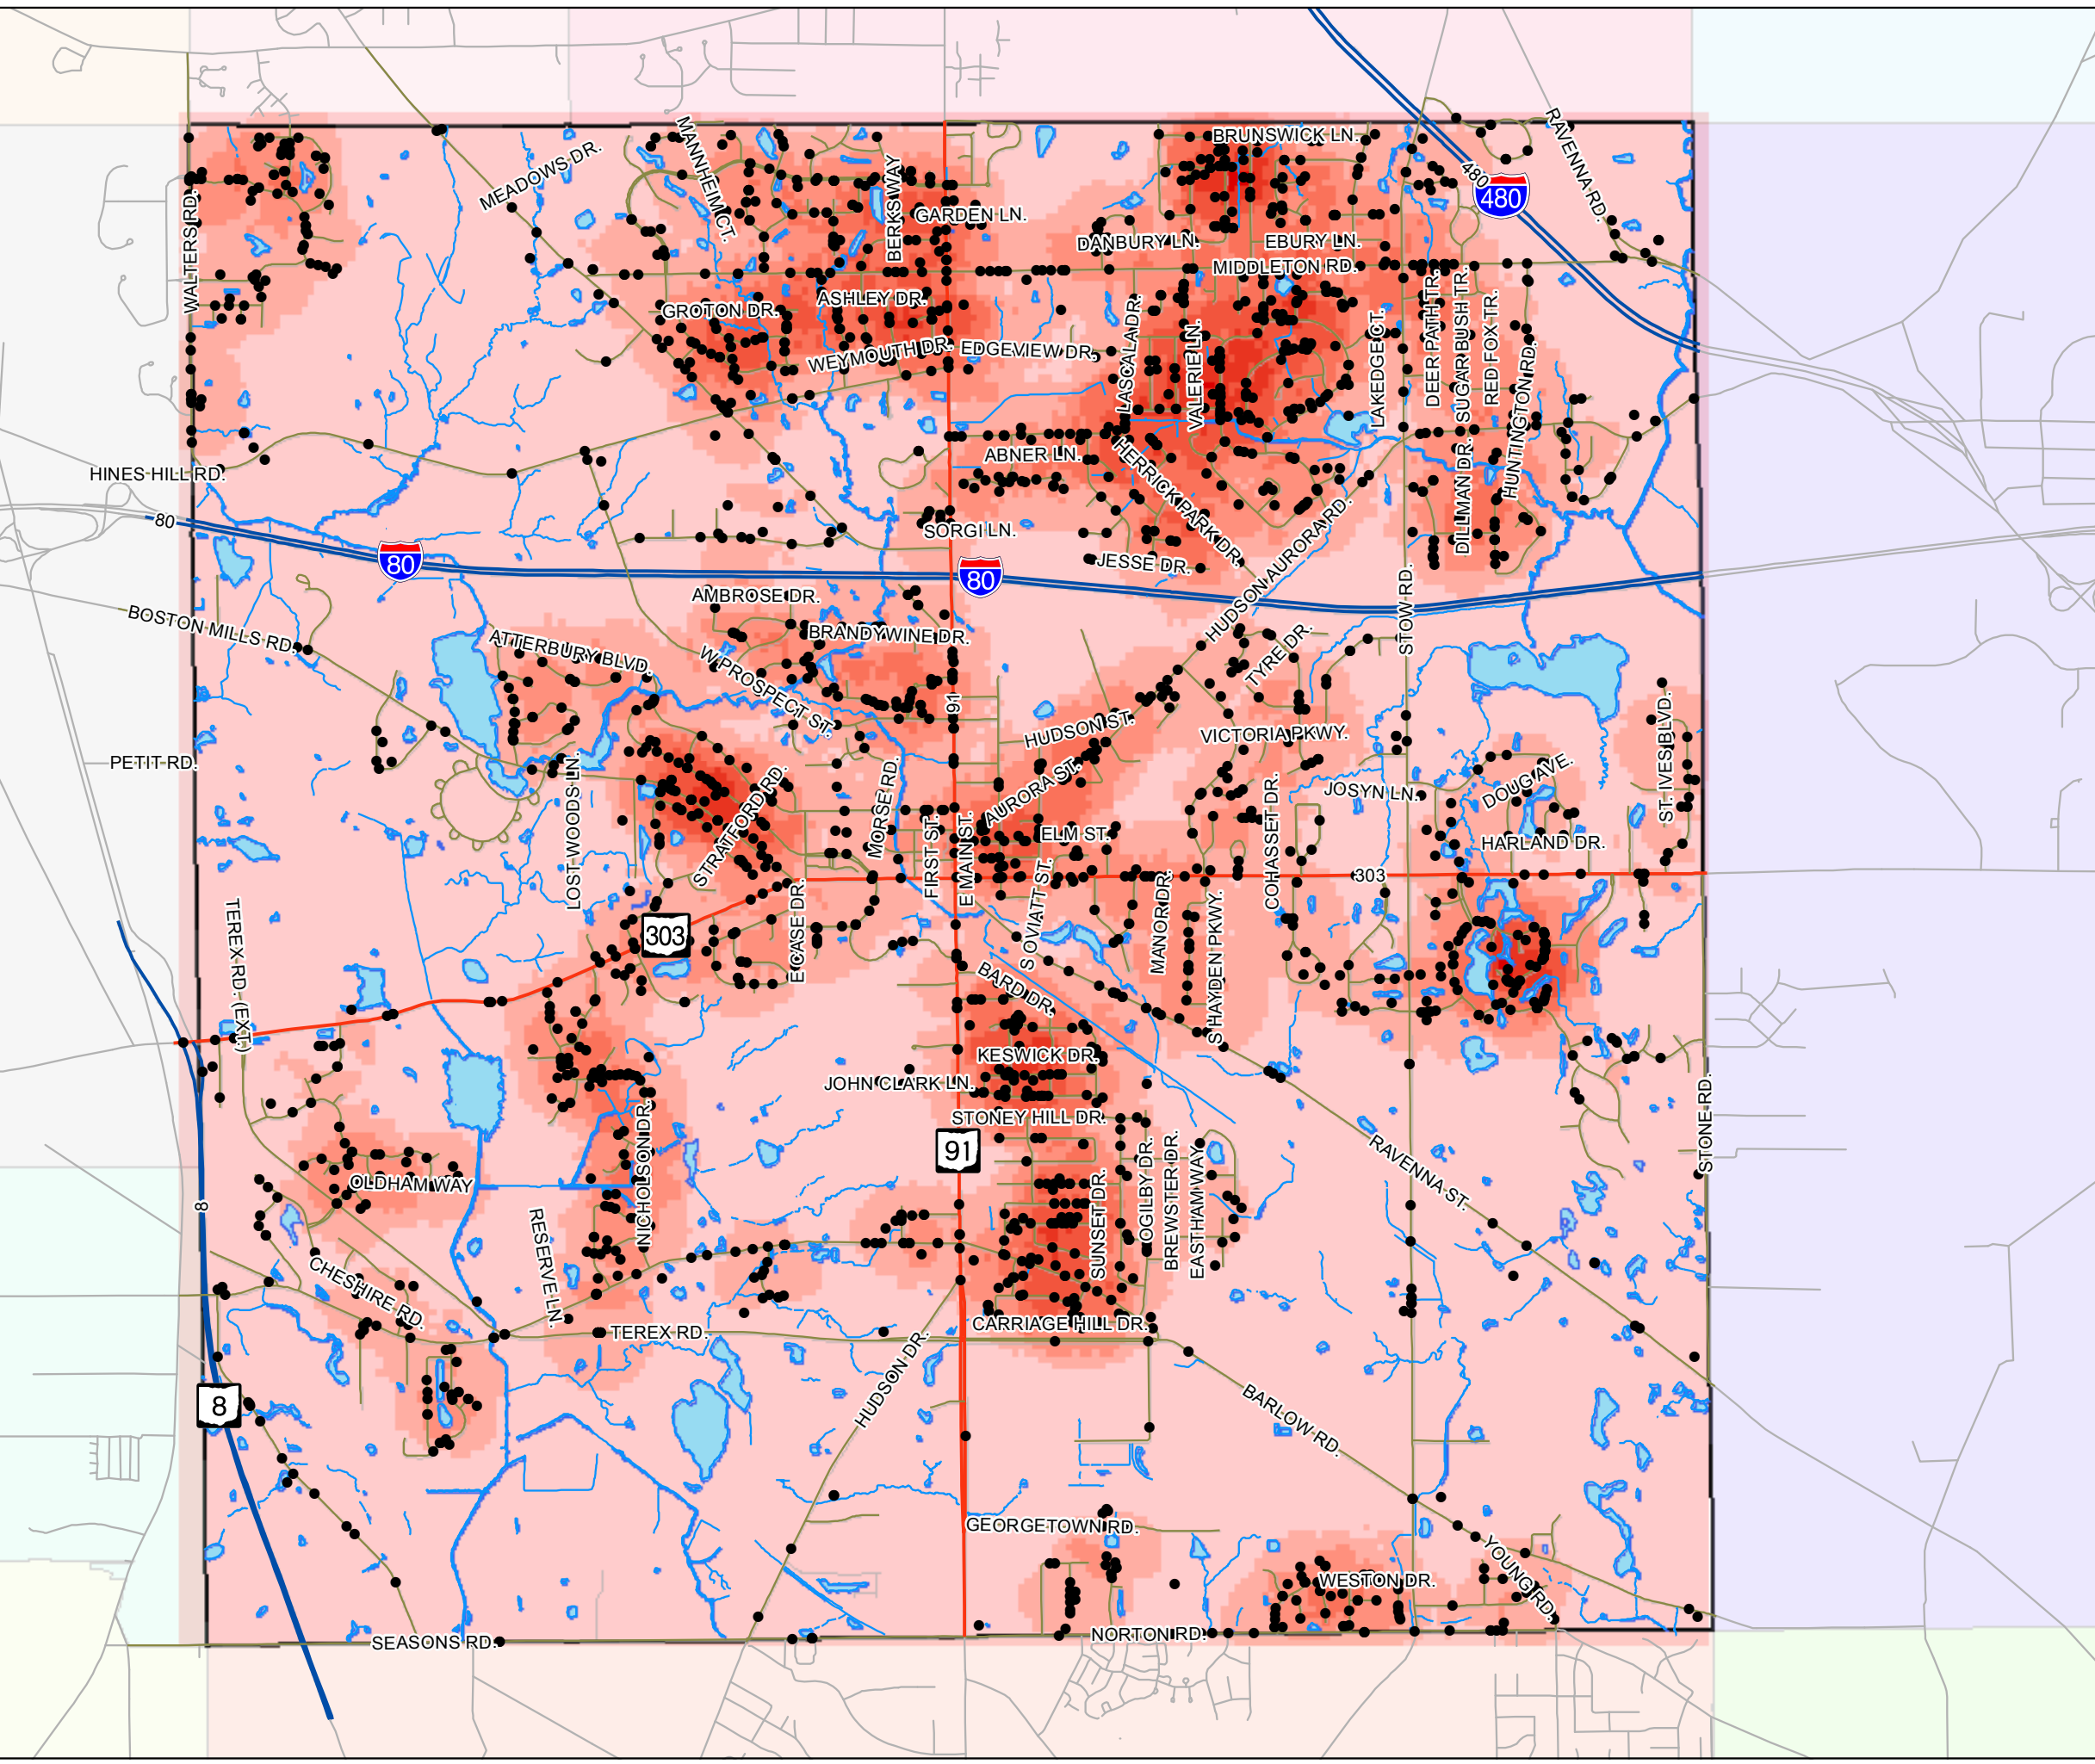 BRUNSWICK LN.
RAVENNA RD.
MANNHEIM CT.
MEADOWS DR.
480
480
BERKSWAY
WALTERS RD.
GARDEN LN.
DANBURY LN.
EBURY LN.
MIDDLETON RD.
GROTON DR.
ASHLEY DR.
LASCALA DR.
VALERIE LN.
LAKEDGE CT.
DEER PATH TR.
SUGARBUSH TR.
RED FOX TR.
HUNTINGTON RD.
WEYMOUTH DR.
EDGEVIEW DR.
HINES HILL RD.
ABNER LN.
HERRICK PARK DR.
DILLMAN DR.
80
SORGI LN.
80
80
JESSE DR.
HUDSON AURORA RD.
STOW RD.
AMBROSE DR.
BOSTON MILLS RD.
ATTERBURY BLVD.
BRANDYWINE DR.
W PROSPECT ST.
TYRE DR.
91
HUDSON ST.
VICTORIA PKWY.
ST. IVES BLVD.
PETIT RD.
LOST WOODS LN.
STRATFORD RD.
MORSE RD.
AURORA ST.
COHASSET DR.
JOSYN LN.
DOUG AVE.
FIRST ST.
E MAIN ST.
ELM ST.
HARLAND DR.
303
303
TEREX RD. (EXT.)
E CASE DR.
S OVIATT ST.
MANOR DR.
S HAYDEN PKWY.
BARD DR.
KESWICK DR.
JOHN CLARK LN.
STONEY HILL DR.
STONE RD.
91
NICHOLSON DR.
OGILBY DR.
BREWSTER DR.
EASTHAM WAY
RAVENNA ST.
OLDHAM WAY
SUNSET DR.
8
RESERVE LN.
CHESHIRE RD.
CARRIAGE HILL DR.
TEREX RD.
HUDSON DR.
8
BARLOW RD.
GEORGETOWN RD.
YOUNG RD.
WESTON DR.
NORTON RD.
SEASONS RD.